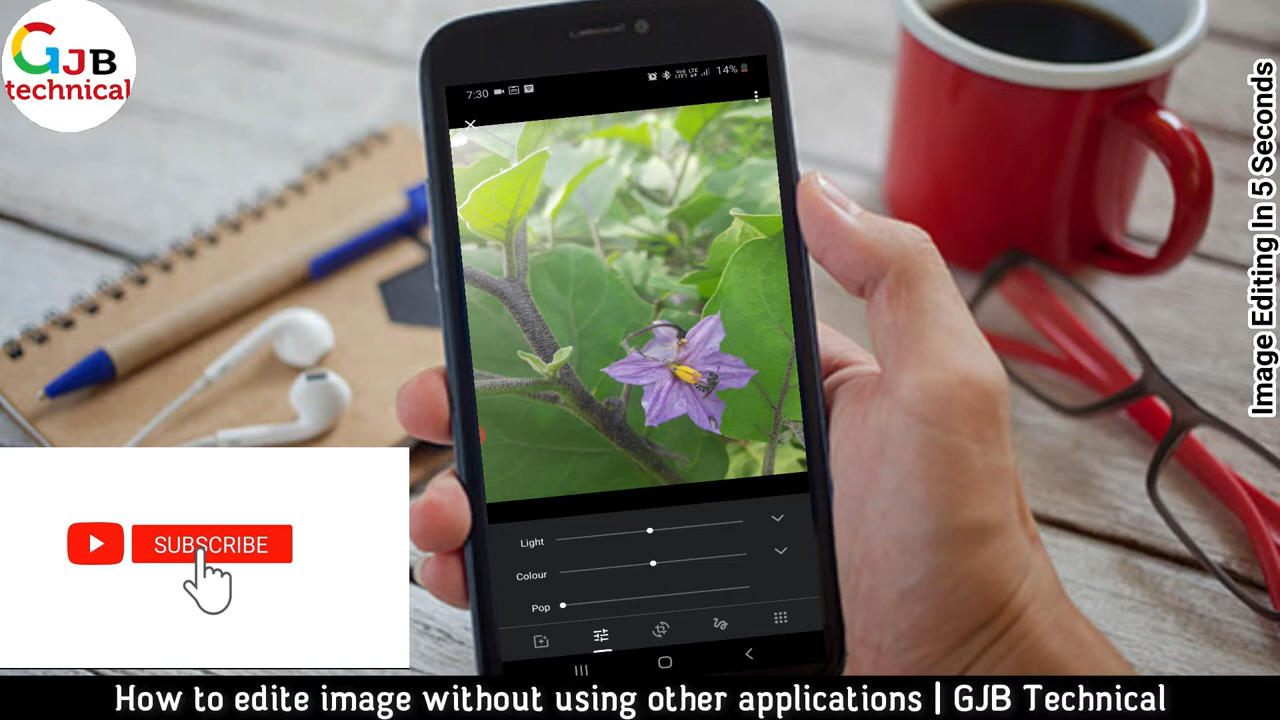 GJB
technical
7:30
14%
Light
Colour
Pop
SUBSCRIBE
Image Editing In 5 Seconds
How to edite image without using other applications | GJB Technical